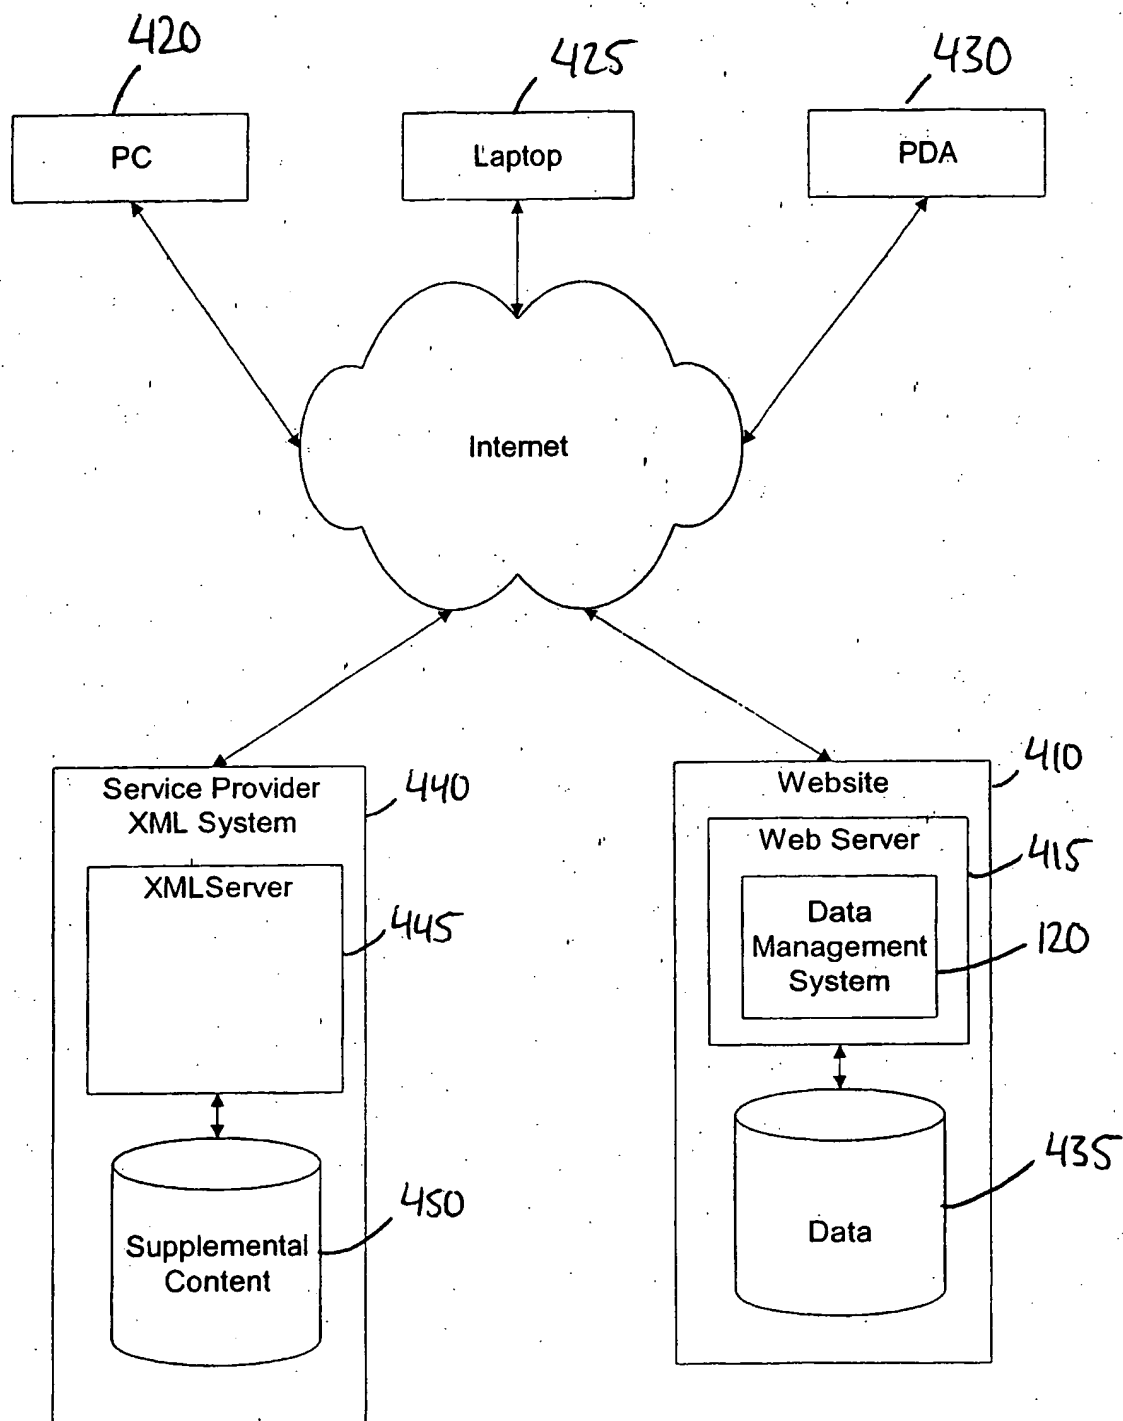 420
425
430
PC
Laptop
PDA
Internet
Service Provider
XML System
440
XMLServer
445
Supplemental
Content
450
Website
410
Web Server
415
Data
Management
System
120
Data
435